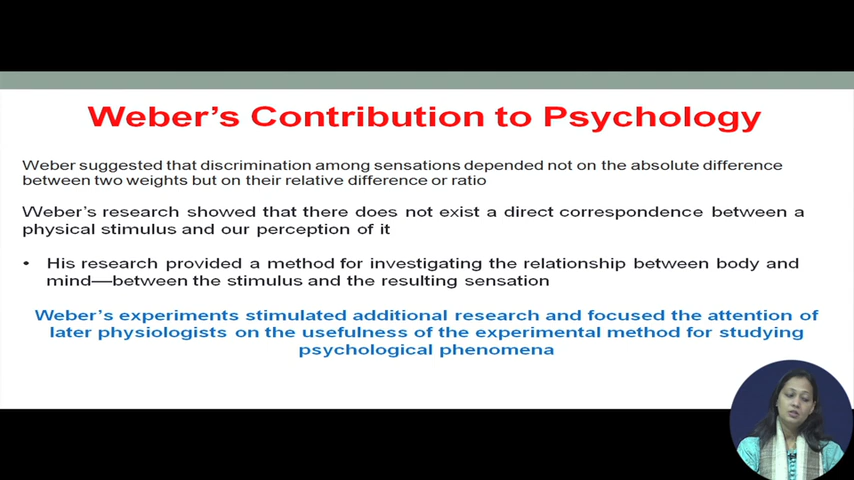 Weber's Contribution to Psychology
Weber suggested that discrimination among sensations depended not on the absolute difference
between two weights but on their relative difference or ratio
Weber's research showed that there does not exist a direct correspondence between a
physical stimulus and our perception of it
• His research provided a method for investigating the relationship between body and
mind—between the stimulus and the resulting sensation
Weber's experiments stimulated additional research and focused the attention of
later physiologists on the usefulness of the experimental method for studying
psychological phenomena